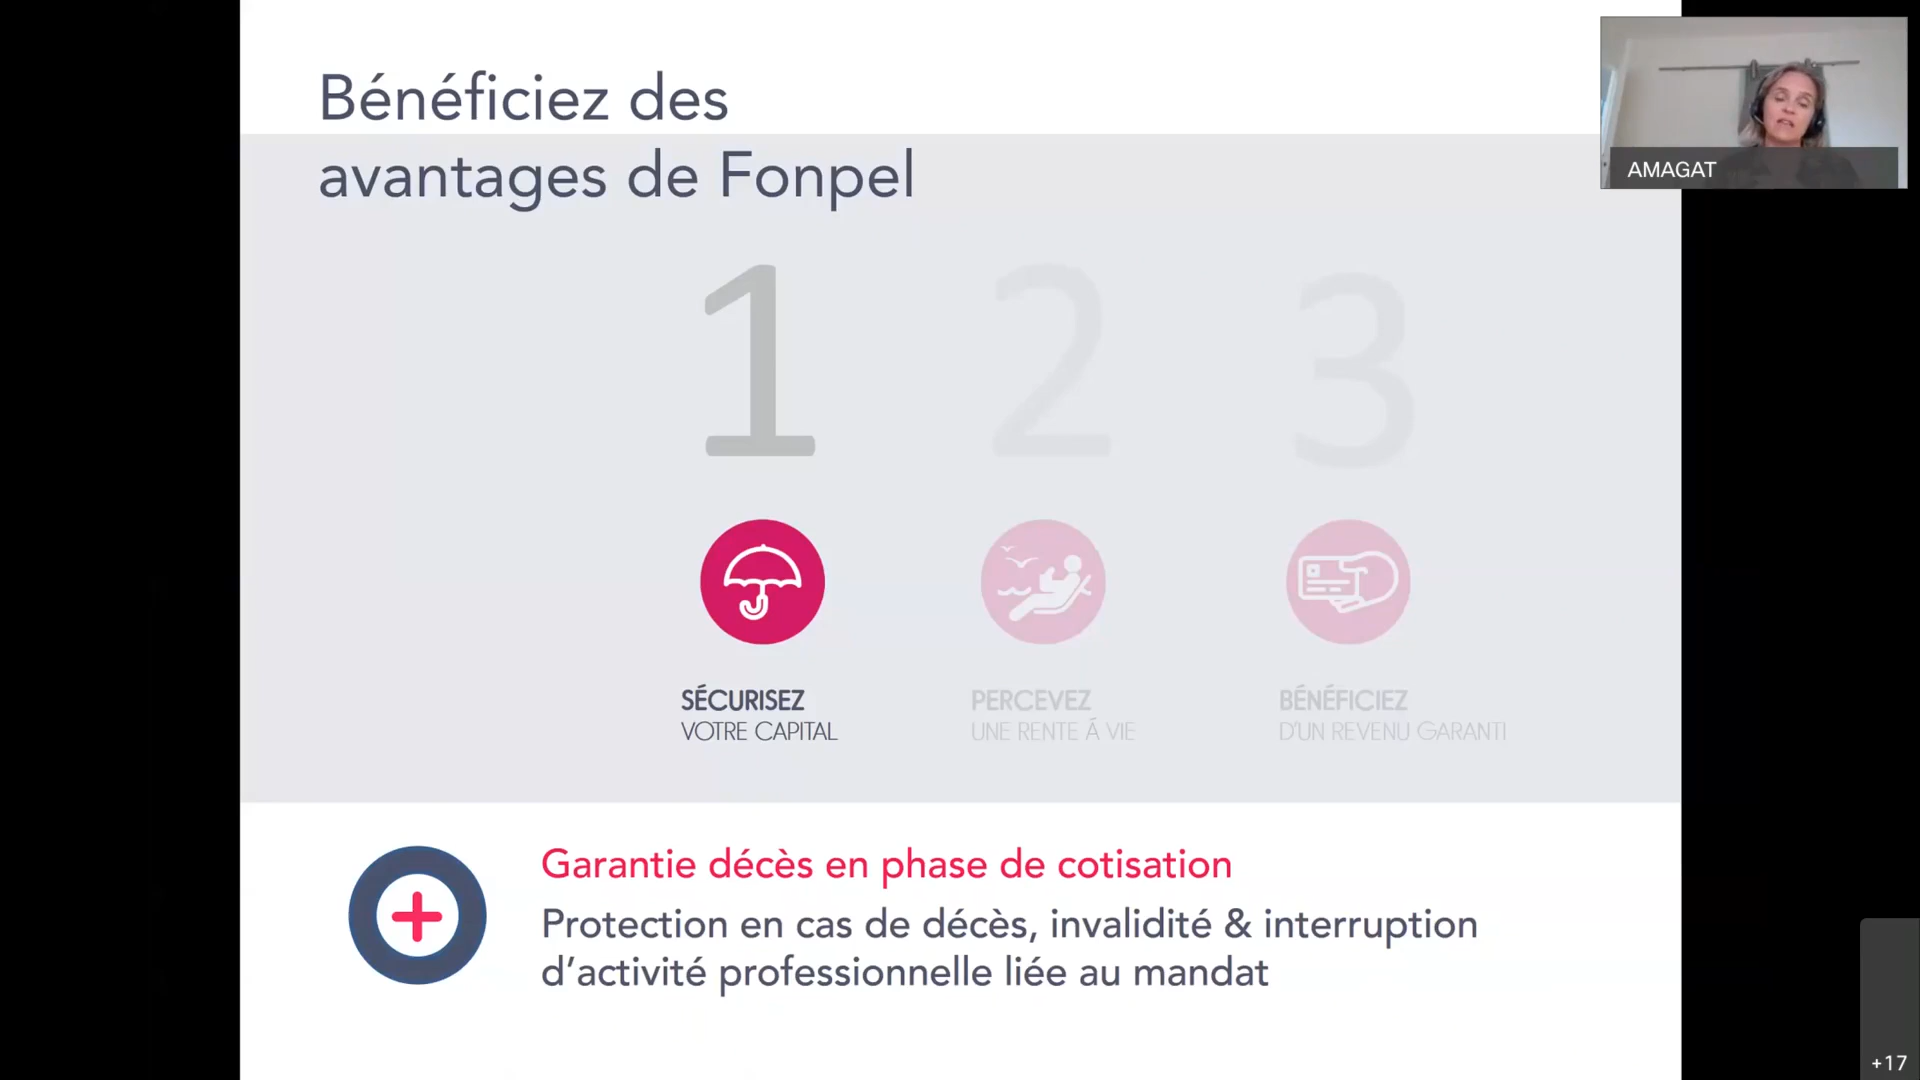 Bénéficiez des
avantages de Fonpel
AMAGAT
1
2
3
SÉCURISEZ
VOTRE CAPITAL
PERCEVEZ
UNE RENTE Á VIE
BÉNÉFICIEZ
D'UN REVENU GARANTI
Garantie décès en phase de cotisation
Protection en cas de décès, invalidité & interruption
d’activité professionnelle liée au mandat
+17